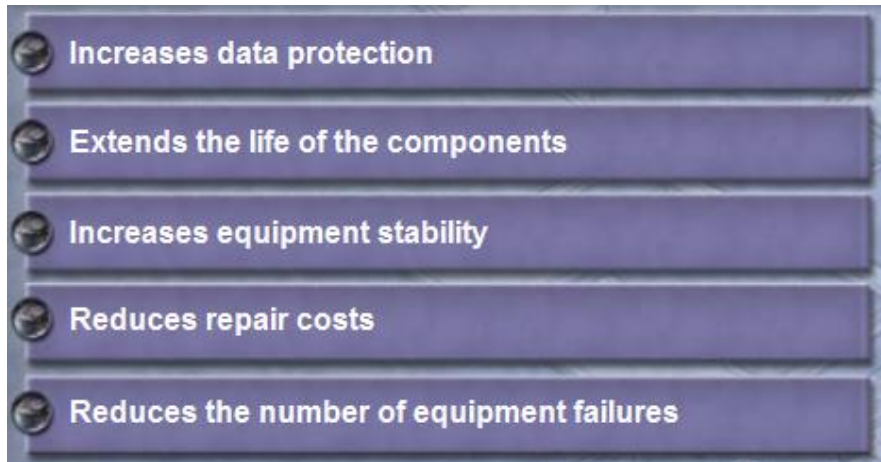 Increases data protection
Extends the life of the components
Increases equipment stability
Reduces repair costs
Reduces the number of equipment failures